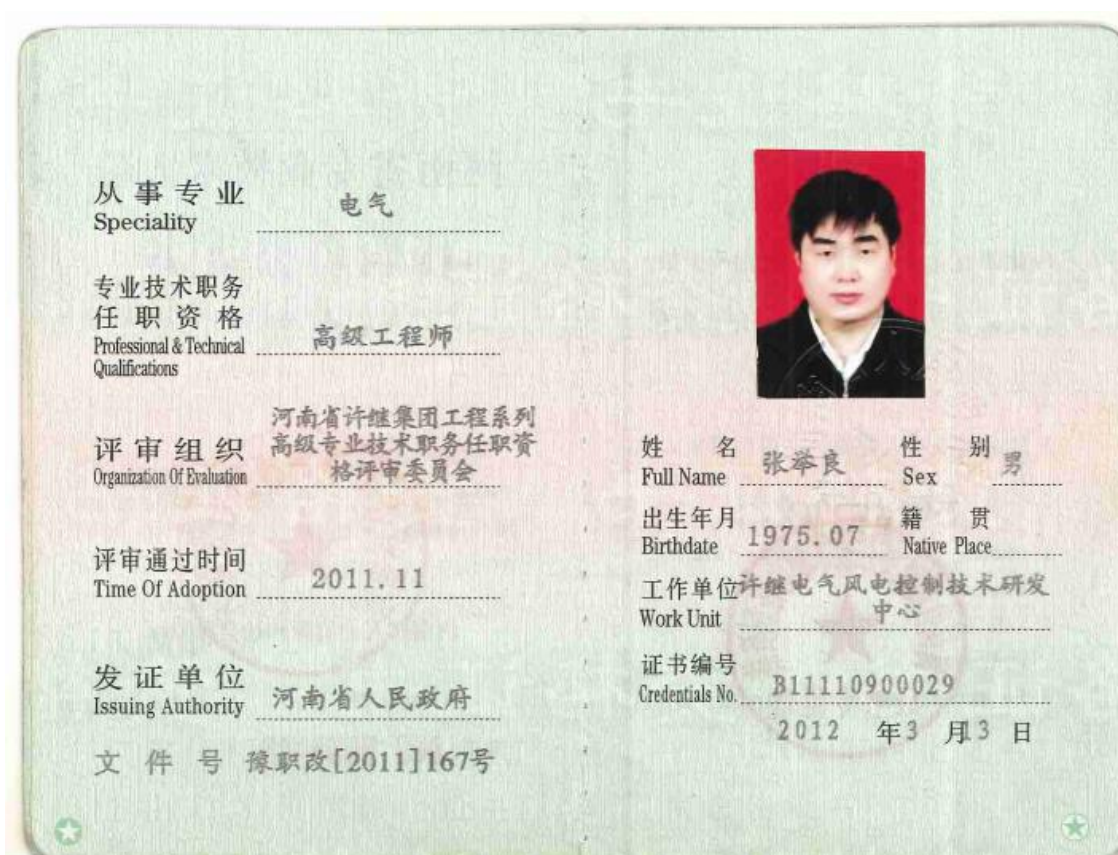 从事专业 电气
Speciality
专业技术职务
任职资格 高级工程师
Professional & Technical
Qualifications
河南省许继集团工程系列
评审组织 高级专业技术职务任职资
Organization Of Evaluation 格评审委员会
评审通过时间 2011.11
Time Of Adoption
发证单位 河南省人民政府
Issuing Authority
文件号 豫职改[2011]167号
姓名 张举良 性别 男
Full Name Sex
出生年月 1975.07 籍贯
Birthdate Native Place
工作单位 许继电气风电控制技术研发
Work Unit 中心
证书编号 B11110900029
Credentials No.
2012 年3 月13 日